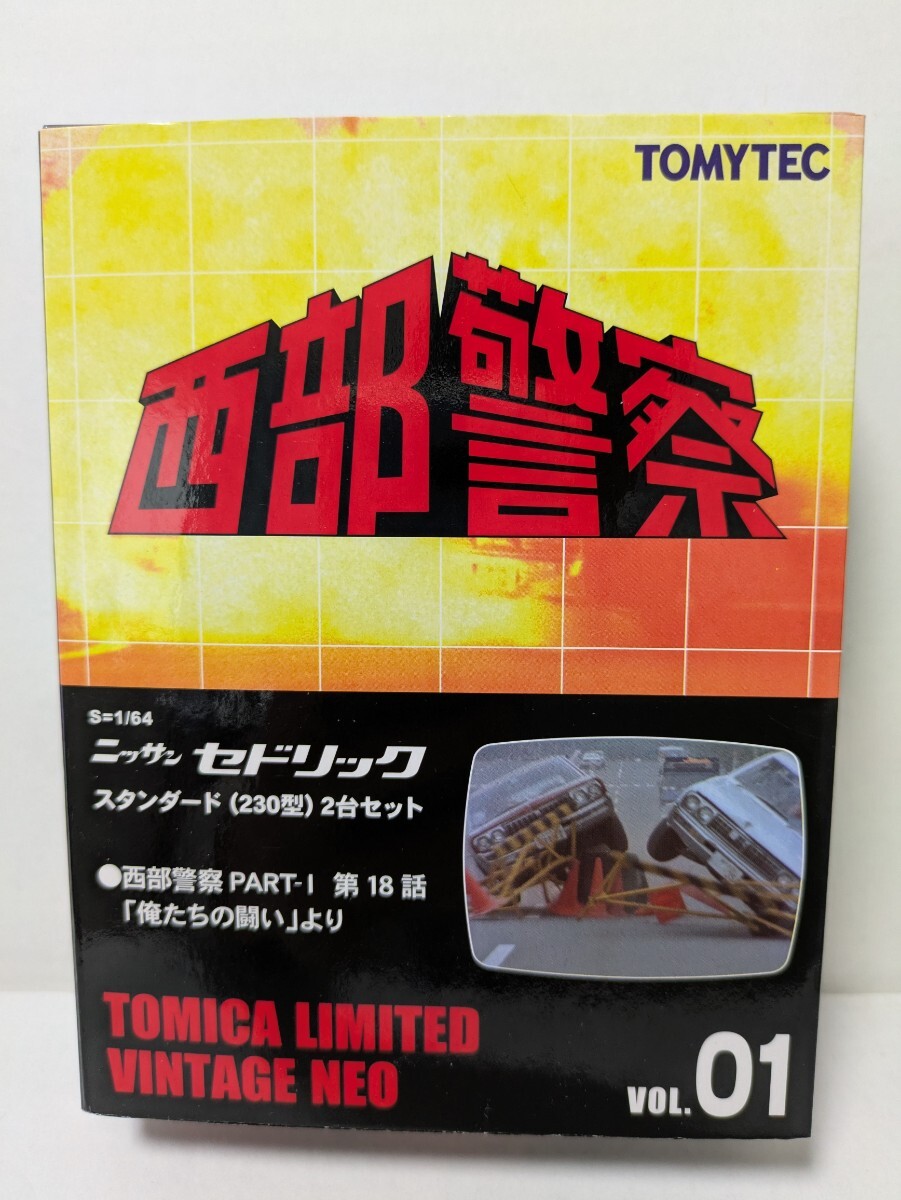 TOMYTEC
西部警察
S=1/64
ニッサン セドリック
スタンダード（230型）2台セット
●西部警察 PART-I 第18話
「俺たちの闘い」より
TOMICA LIMITED
VINTAGE NEO
VOL. 01